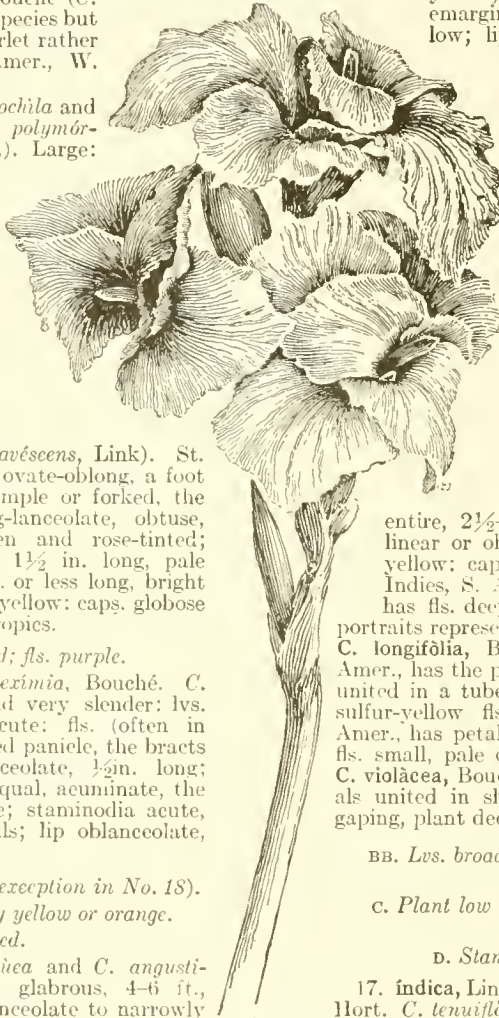 species but
rlet rather
mer., W.
ochìla and
polymór-
.). Large:
avéscens, Link). St.
ovate-oblong, a foot
mple or forked, the
g-lanceolate, obtuse,
en and rose-tinted;
1½ in. long, pale
. or less long, bright
yellow: caps. globose
opics.
d; fls. purple.
eximia, Bouché. C.
d very slender: lvs.
cute: fls. (often in
ed panicle, the bracts
ceolate, ½in. long;
qual, acuminate, the
e; staminodia acute,
ls; lip oblanceolate,
exception in No. 18).
y yellow or orange.
ed.
ùea and C. angusti-
glabrous, 4-6 ft.,
nceolate to narrowly
emargin
low; li
entire, 2½-
linear or ob
yellow: cap
Indies, S. A
has fls. dee
portraits represe
C. longifòlia, B
Amer., has the p
united in a tube
sulfur-yellow fls
Amer., has petal
fls. small, pale
C. violàcea, Bouc
als united in sl
gaping, plant dee
BB. Lvs. broad
C. Plant low
D. Stam
17. índica, Lin
Hort. C. tenuiflò